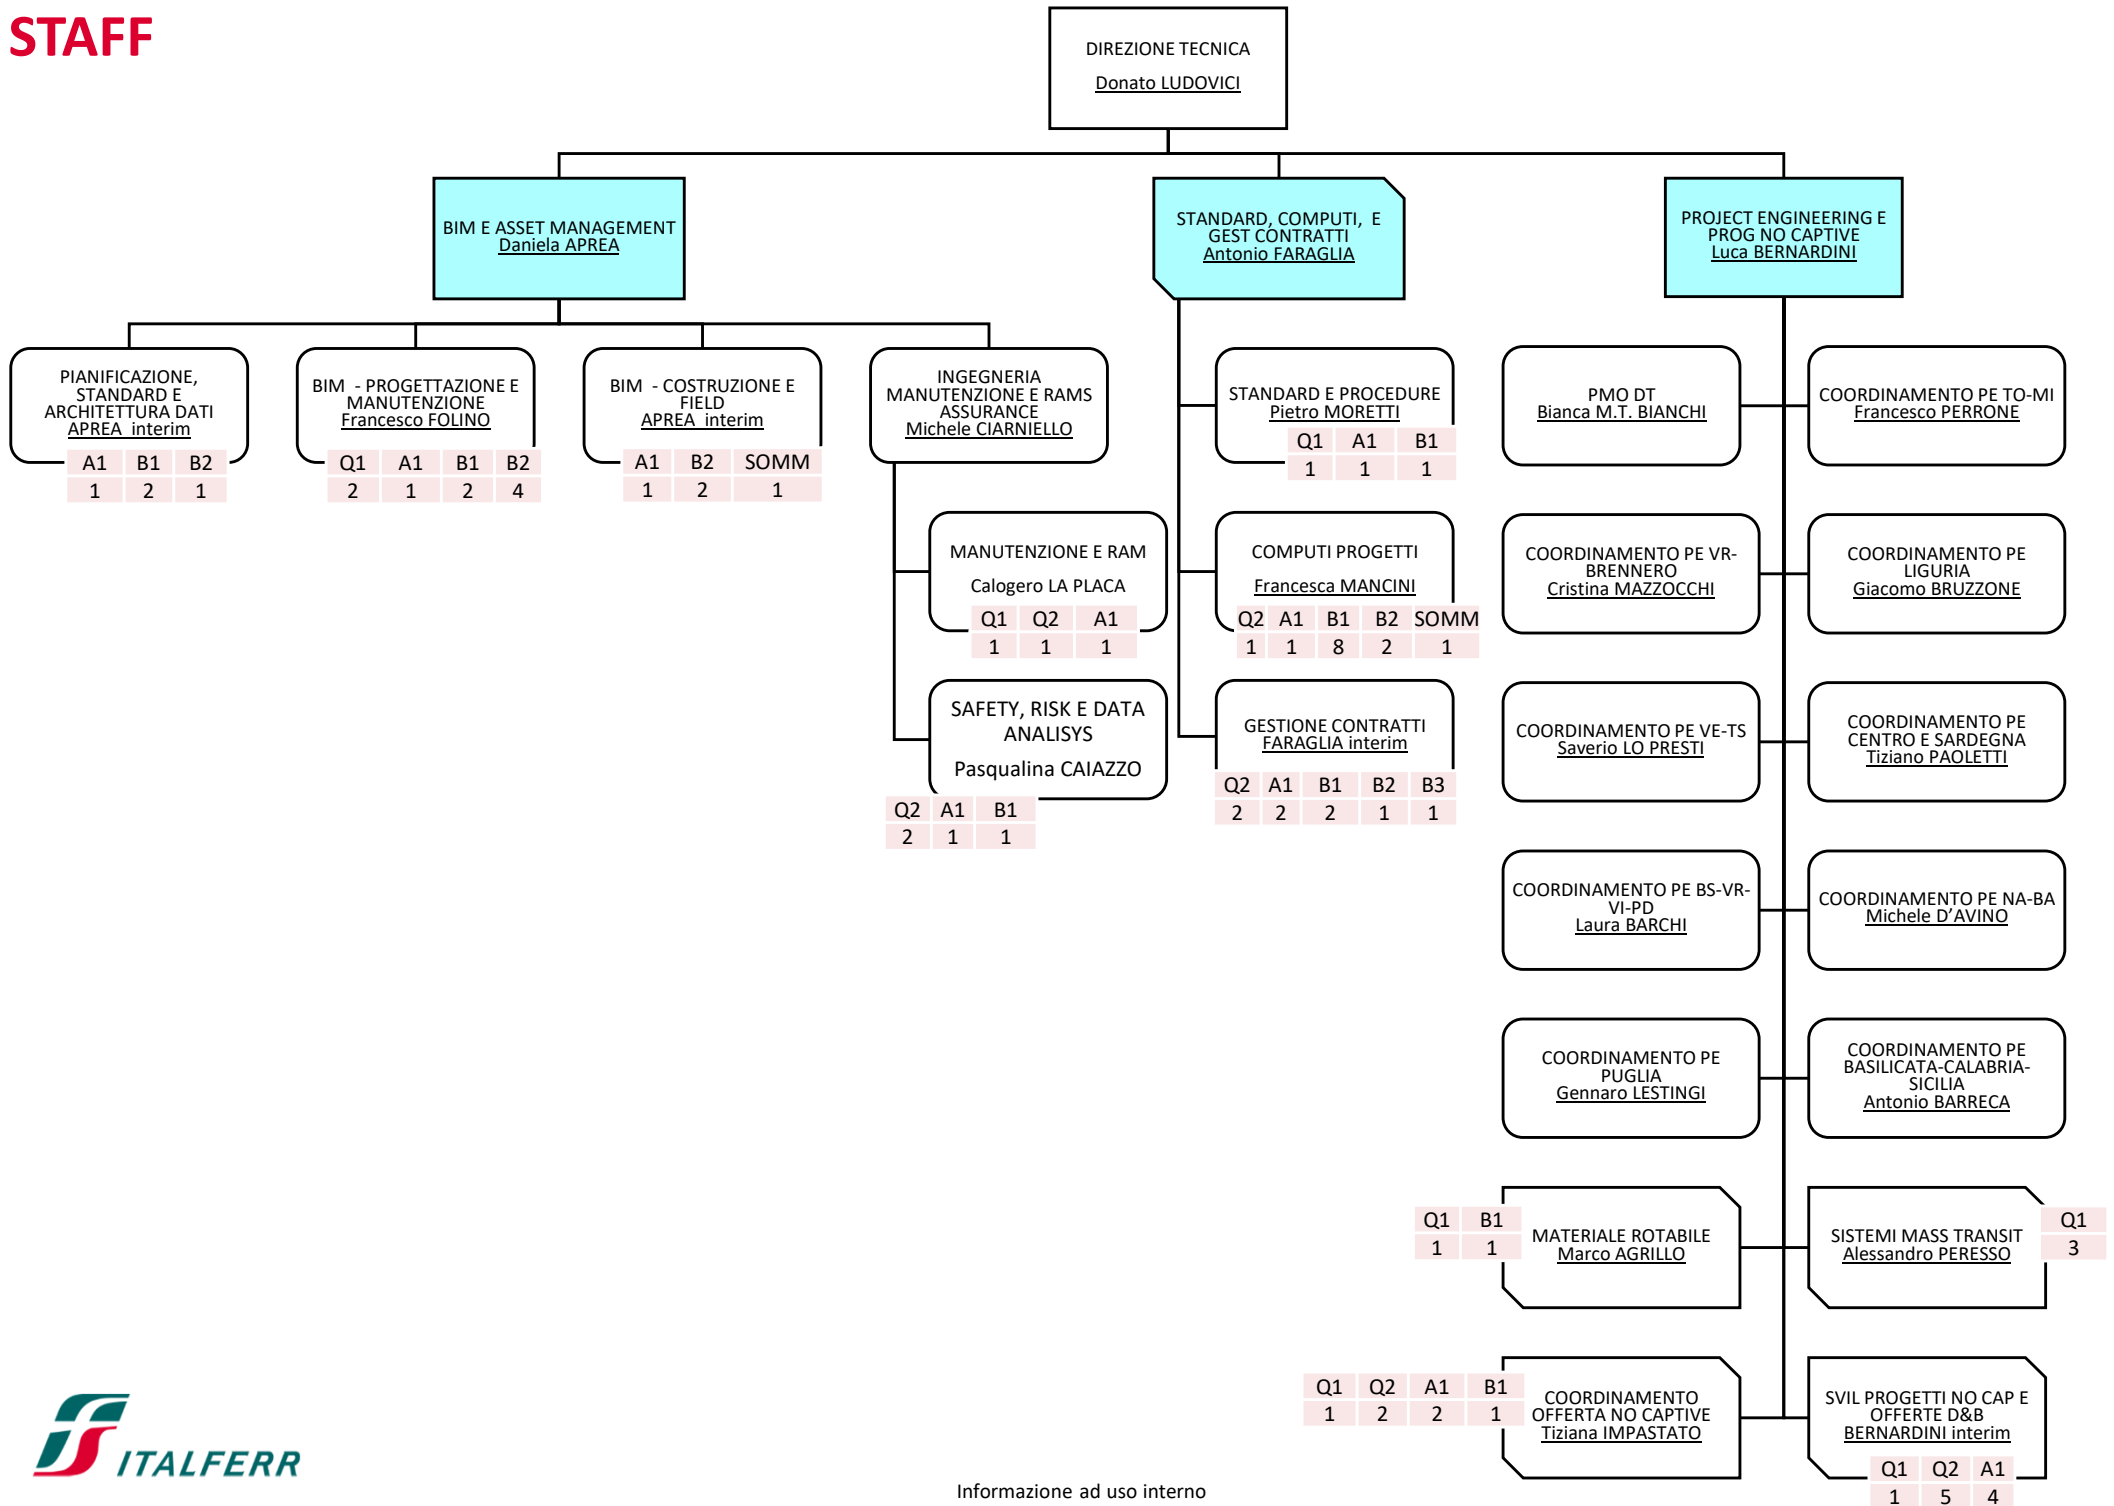 STAFF
DIREZIONE TECNICA
Donato LUDOVICI
BIM E ASSET MANAGEMENT
Daniela APREA
STANDARD, COMPUTI, E
GEST CONTRATTI
Antonio FARAGLIA
PROJECT ENGINEERING E
PROG NO CAPTIVE
Luca BERNARDINI
PIANIFICAZIONE,
STANDARD E
ARCHITETTURA DATI
APREA interim
A1 B1 B2
1 2 1
BIM - PROGETTAZIONE E
MANUTENZIONE
Francesco FOLINO
Q1 A1 B1 B2
2 1 2 4
BIM - COSTRUZIONE E
FIELD
APREA interim
A1 B2 SOMM
1 2 1
INGEGNERIA
MANUTENZIONE E RAMS
ASSURANCE
Michele CIARNIELLO
MANUTENZIONE E RAM
Calogero LA PLACA
Q1 Q2 A1
1 1 1
SAFETY, RISK E DATA
ANALISYS
Pasqualina CAIAZZO
Q2 A1 B1
2 1 1
STANDARD E PROCEDURE
Pietro MORETTI
Q1 A1 B1
1 1 1
COMPUTI PROGETTI
Francesca MANCINI
Q2 A1 B1 B2 SOMM
1 1 8 2 1
GESTIONE CONTRATTI
FARAGLIA interim
Q2 A1 B1 B2 B3
2 2 2 1 1
PMO DT
Bianca M.T. BIANCHI
COORDINAMENTO PE TO-MI
Francesco PERRONE
COORDINAMENTO PE VR-
BRENNERO
Cristina MAZZOCCHI
COORDINAMENTO PE
LIGURIA
Giacomo BRUZZONE
COORDINAMENTO PE VE-TS
Saverio LO PRESTI
COORDINAMENTO PE
CENTRO E SARDEGNA
Tiziano PAOLETTI
COORDINAMENTO PE BS-VR-
VI-PD
Laura BARCHI
COORDINAMENTO PE NA-BA
Michele D’AVINO
COORDINAMENTO PE
PUGLIA
Gennaro LESTINGI
COORDINAMENTO PE
BASILICATA-CALABRIA-
SICILIA
Antonio BARRECA
Q1 B1
1 1
MATERIALE ROTABILE
Marco AGRILLO
SISTEMI MASS TRANSIT
Alessandro PERESSO
Q1
3
Q1 Q2 A1 B1
1 2 2 1
COORDINAMENTO
OFFERTA NO CAPTIVE
Tiziana IMPASTATO
SVIL PROGETTI NO CAP E
OFFERTE D&B
BERNARDINI interim
Q1 Q2 A1
1 5 4
ITALFERR
Informazione ad uso interno